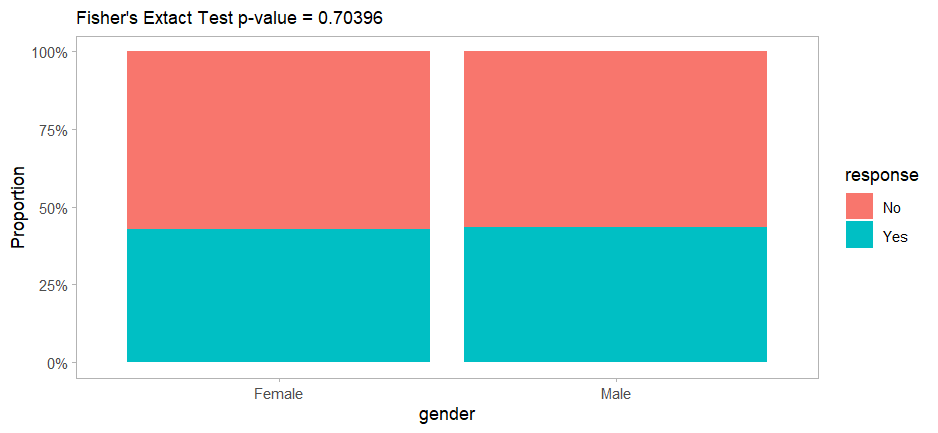 Fisher's Extact Test p-value = 0.70396
100%
75%
50%
25%
0%
Proportion
Female
Male
gender
response
No
Yes